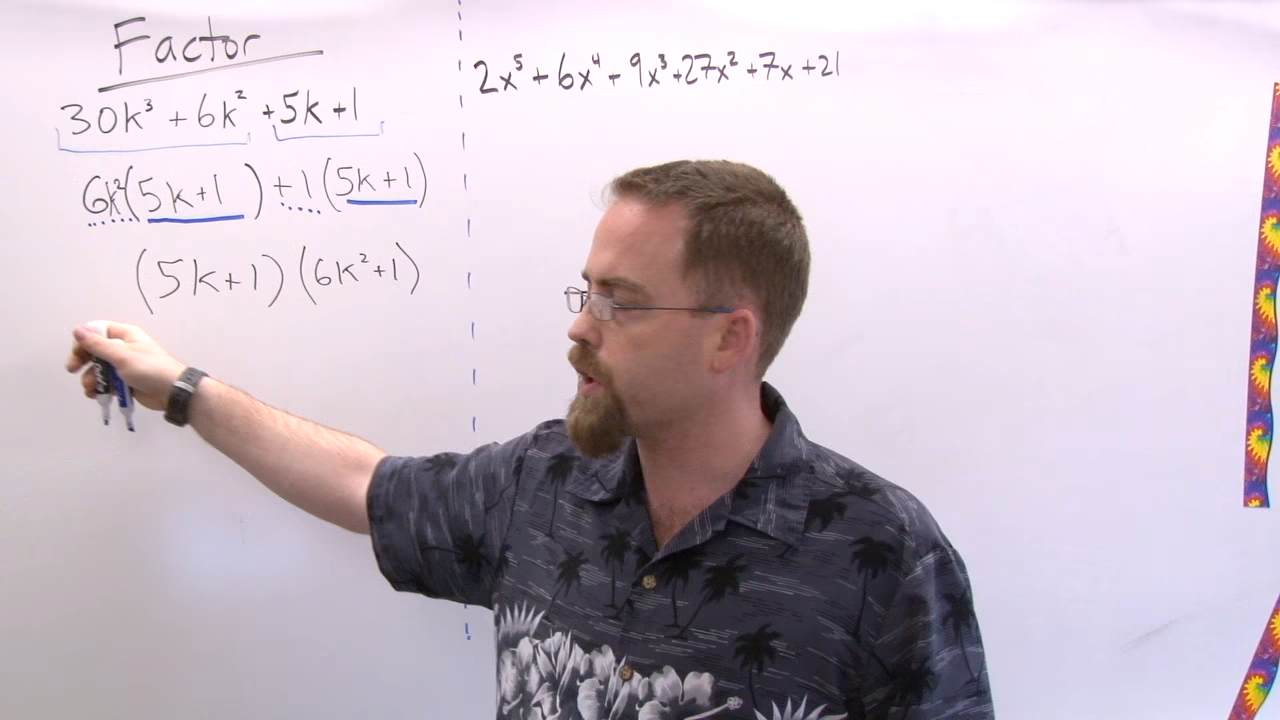 Factor
30k³ + 6k² + 5k + 1
6k²(5k + 1) + 1(5k + 1)
(5k + 1)(6k² + 1)
2x⁵ + 6x⁴ + 9x³ + 27x² + 7x + 21